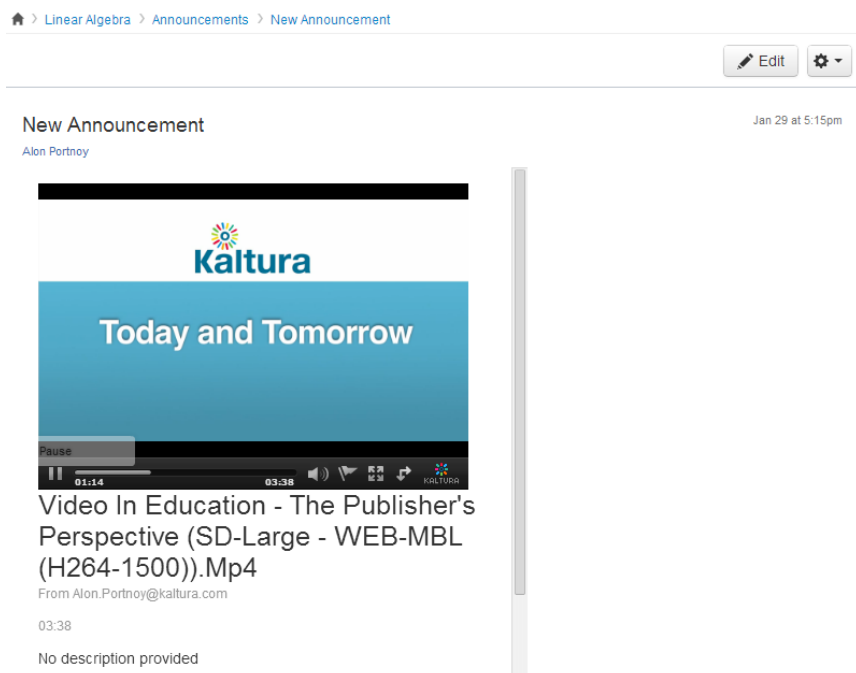 Linear Algebra > Announcements > New Announcement
Edit
New Announcement
Jan 29 at 5:15pm
Alon Portnoy
Kaltura
Today and Tomorrow
Pause
01:14
03:38
KALTURA
Video In Education - The Publisher's
Perspective (SD-Large - WEB-MBL
(H264-1500)).Mp4
From Alon.Portnoy@kaltura.com
03:38
No description provided